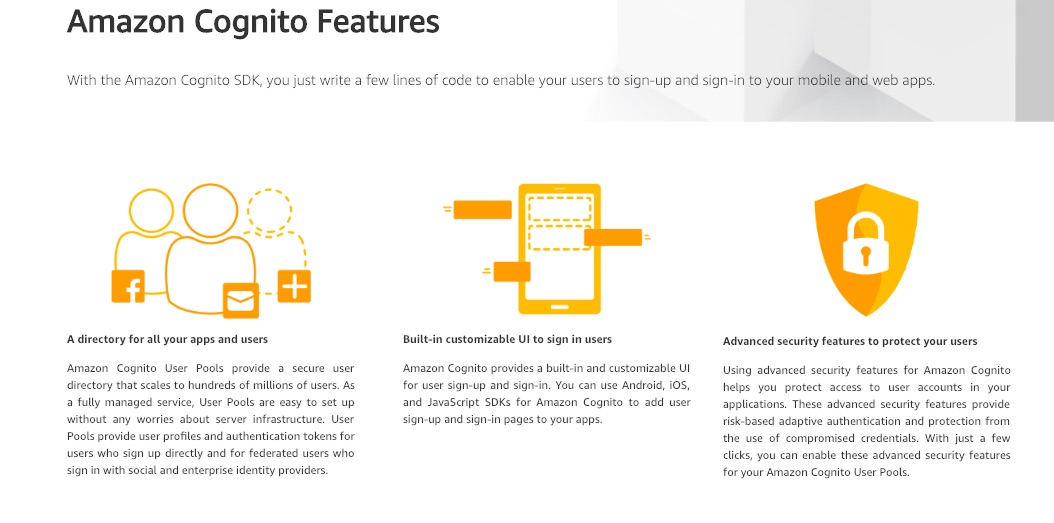 Amazon Cognito Features
With the Amazon Cognito SDK, you just write a few lines of code to enable your users to sign-up and sign-in to your mobile and web apps.
A directory for all your apps and users
Amazon Cognito User Pools provide a secure user
directory that scales to hundreds of millions of users. As
a fully managed service, User Pools are easy to set up
without any worries about server infrastructure. User
Pools provide user profiles and authentication tokens for
users who sign up directly and for federated users who
sign in with social and enterprise identity providers.
Built-in customizable UI to sign in users
Amazon Cognito provides a built-in and customizable UI
for user sign-up and sign-in. You can use Android, iOS,
and JavaScript SDKs for Amazon Cognito to add user
sign-up and sign-in pages to your apps.
Advanced security features to protect your users
Using advanced security features for Amazon Cognito
helps you protect access to user accounts in your
applications. These advanced security features provide
risk-based adaptive authentication and protection from
the use of compromised credentials. With just a few
clicks, you can enable these advanced security features
for your Amazon Cognito User Pools.